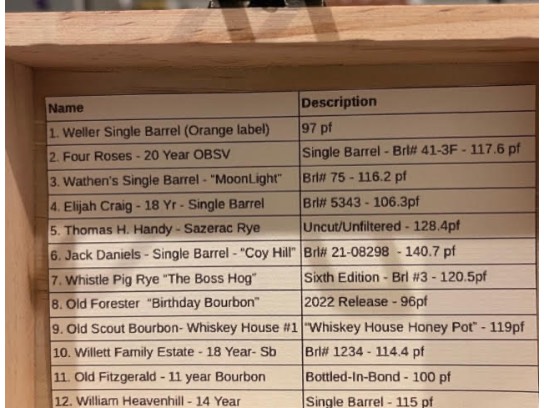 Name Description
1. Weller Single Barrel (Orange label) 97 pf
2. Four Roses - 20 Year OBSV Single Barrel - Brl# 41-3F - 117.6 pf
3. Wathen's Single Barrel - "MoonLight" Brl# 75 - 116.2 pf
4. Elijah Craig - 18 Yr - Single Barrel Brl# 5343 - 106.3pf
5. Thomas H. Handy - Sazerac Rye Uncut/Unfiltered - 128.4pf
6. Jack Daniels - Single Barrel - "Coy Hill" Brl# 21-08298 - 140.7 pf
7. Whistle Pig Rye "The Boss Hog" Sixth Edition - Brl #3 - 120.5pf
8. Old Forester "Birthday Bourbon" 2022 Release - 96pf
9. Old Scout Bourbon- Whiskey House #1 "Whiskey House Honey Pot" - 119pf
10. Willett Family Estate - 18 Year- Sb Brl# 1234 - 114.4 pf
11. Old Fitzgerald - 11 year Bourbon Bottled-In-Bond - 100 pf
12. William Heavenhill - 14 Year Single Barrel - 115 pf